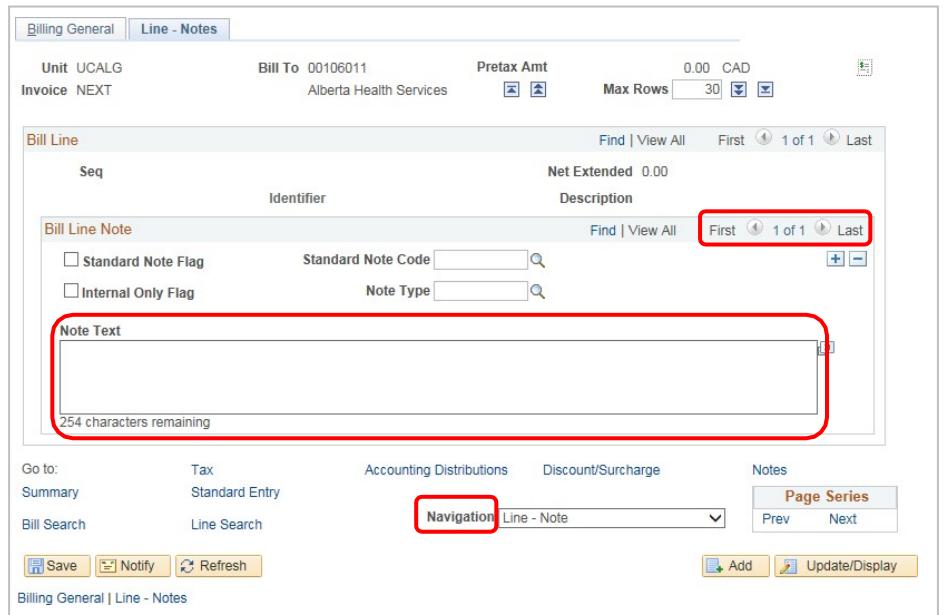 Billing General Line - Notes
Unit UCALG Bill To 00106011 Pretax Amt 0.00 CAD
Invoice NEXT Alberta Health Services Max Rows 30
Bill Line Find | View All First 1 of 1 Last
Seq Net Extended 0.00
Identifier Description
Bill Line Note Find | View All First 1 of 1 Last
Standard Note Flag Standard Note Code
Internal Only Flag Note Type
Note Text
254 characters remaining
Go to: Tax Accounting Distributions Discount/Surcharge Notes
Summary Standard Entry Page Series
Navigation Line - Note
Bill Search Line Search Prev Next
Save Notify Refresh Add Update/Display
Billing General | Line - Notes